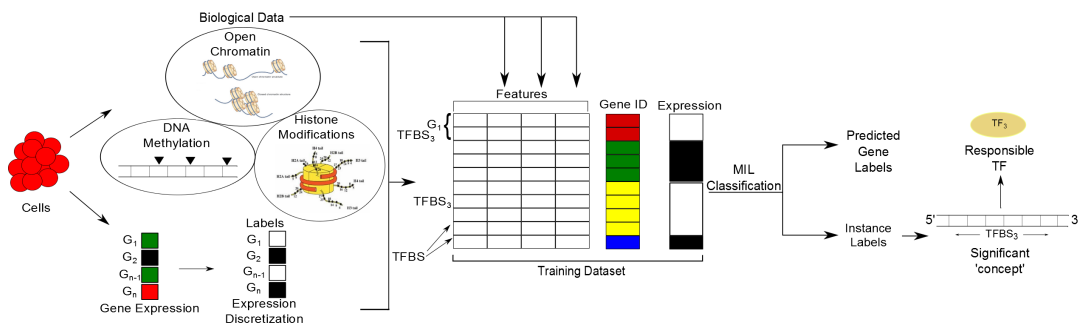 Biological Data
Open
Chromatin
DNA
Methylation
Histone
Modifications
H4 tail
Cells
G1
G2
Gn-1
Gn
Gene Expression
Labels
G1
G2
Gn-1
Gn
Expression
Discretization
Features
G1
TFBS3
TFBS3
TFBS
Gene ID
Expression
Training Dataset
MIL
Classification
Predicted
Gene
Labels
Instance
Labels
TF3
Responsible
TF
5'
3'
TFBS3
Significant
'concept'